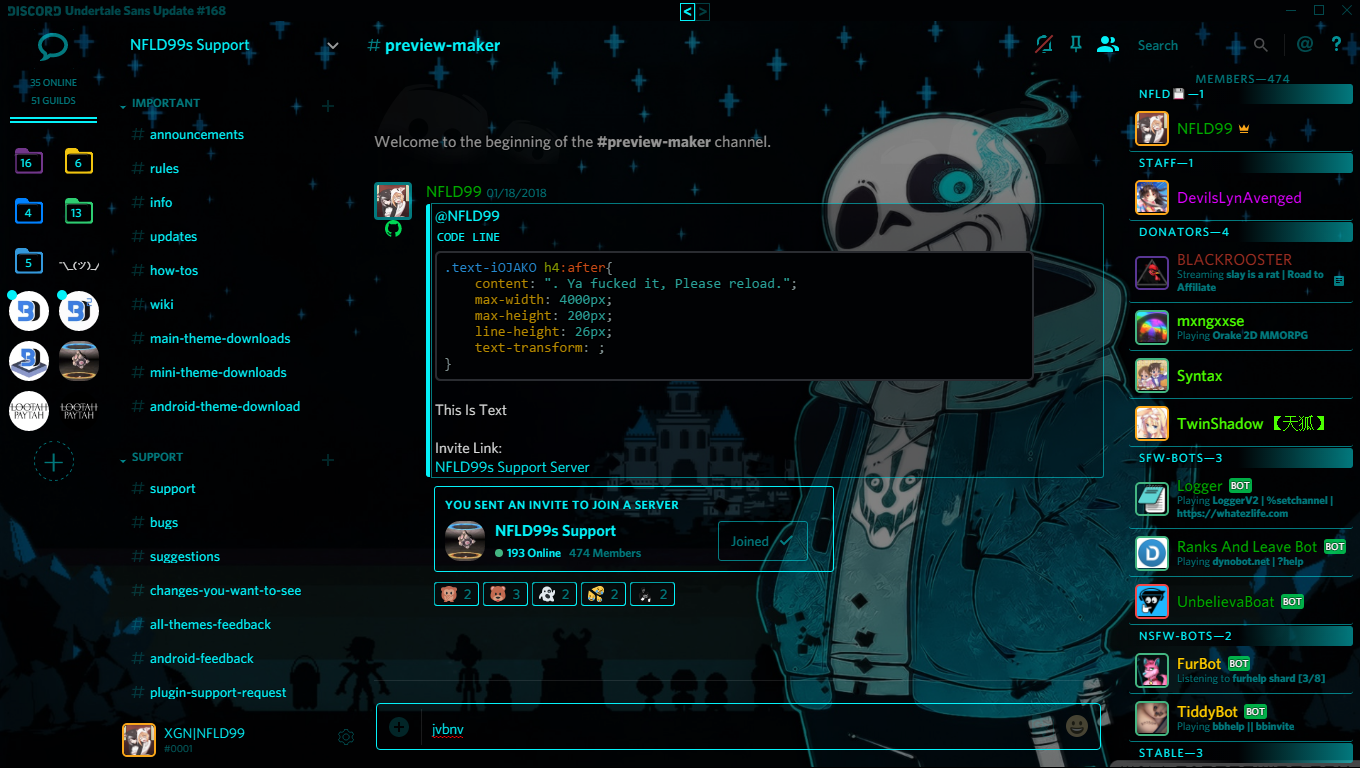 DISCORD Undertale Sans Update #168
< >
35 ONLINE
51 GUILDS
16
6
4
13
5
¯\_(ツ)_/¯
LOOTAH
PAYTAH
LOOTAH
PAYTAH
NFLD99s Support
IMPORTANT
# announcements
# rules
# info
# updates
# how-tos
# wiki
# main-theme-downloads
# mini-theme-downloads
# android-theme-download
SUPPORT
# support
# bugs
# suggestions
# changes-you-want-to-see
# all-themes-feedback
# android-feedback
# plugin-support-request
XGN|NFLD99
#0001
# preview-maker
Search
@ ?
Welcome to the beginning of the #preview-maker channel.
NFLD99 01/18/2018
@NFLD99
CODE LINE
.text-iOJAKO h4:after{
content: ". Ya fucked it, Please reload.";
max-width: 4000px;
max-height: 200px;
line-height: 26px;
text-transform: ;
}
This Is Text
Invite Link:
NFLD99s Support Server
YOU SENT AN INVITE TO JOIN A SERVER
NFLD99s Support
193 Online 474 Members
Joined
2 3 2 2 2
jvbnv
MEMBERS—474
NFLD💾—1
NFLD99
STAFF—1
DevilsLynAvenged
DONATORS—4
BLACKROOSTER
Streaming slay is a rat | Road to
Affiliate
mxngxxse
Playing Orake 2D MMORPG
Syntax
TwinShadow【天狐】
SFW-BOTS—3
Logger BOT
Playing LoggerV2 | %setchannel |
https://whatezlife.com
Ranks And Leave Bot BOT
Playing dynobot.net | ?help
UnbelievaBoat BOT
NSFW-BOTS—2
FurBot BOT
Listening to furhelp shard [3/8]
TiddyBot BOT
Playing bbhelp || bbinvite
STABLE—3